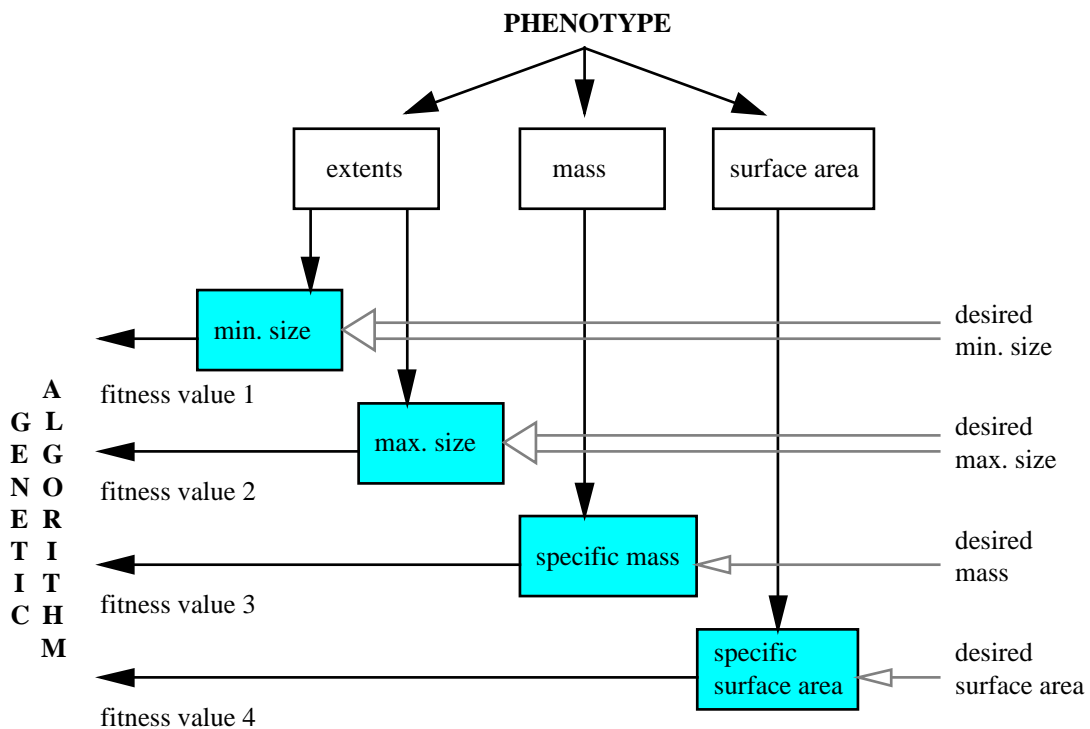 PHENOTYPE
extents
mass
surface area
min. size
desired
min. size
fitness value 1
max. size
desired
max. size
fitness value 2
specific mass
desired
mass
fitness value 3
specific
surface area
desired
surface area
fitness value 4
GENETIC
ALGORITHM